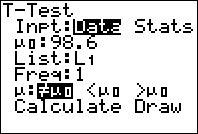 T-Test
Inpt:Data Stats
μ0:98.6
List:L1
Freq:1
μ:≠μ0 <μ0 >μ0
Calculate Draw